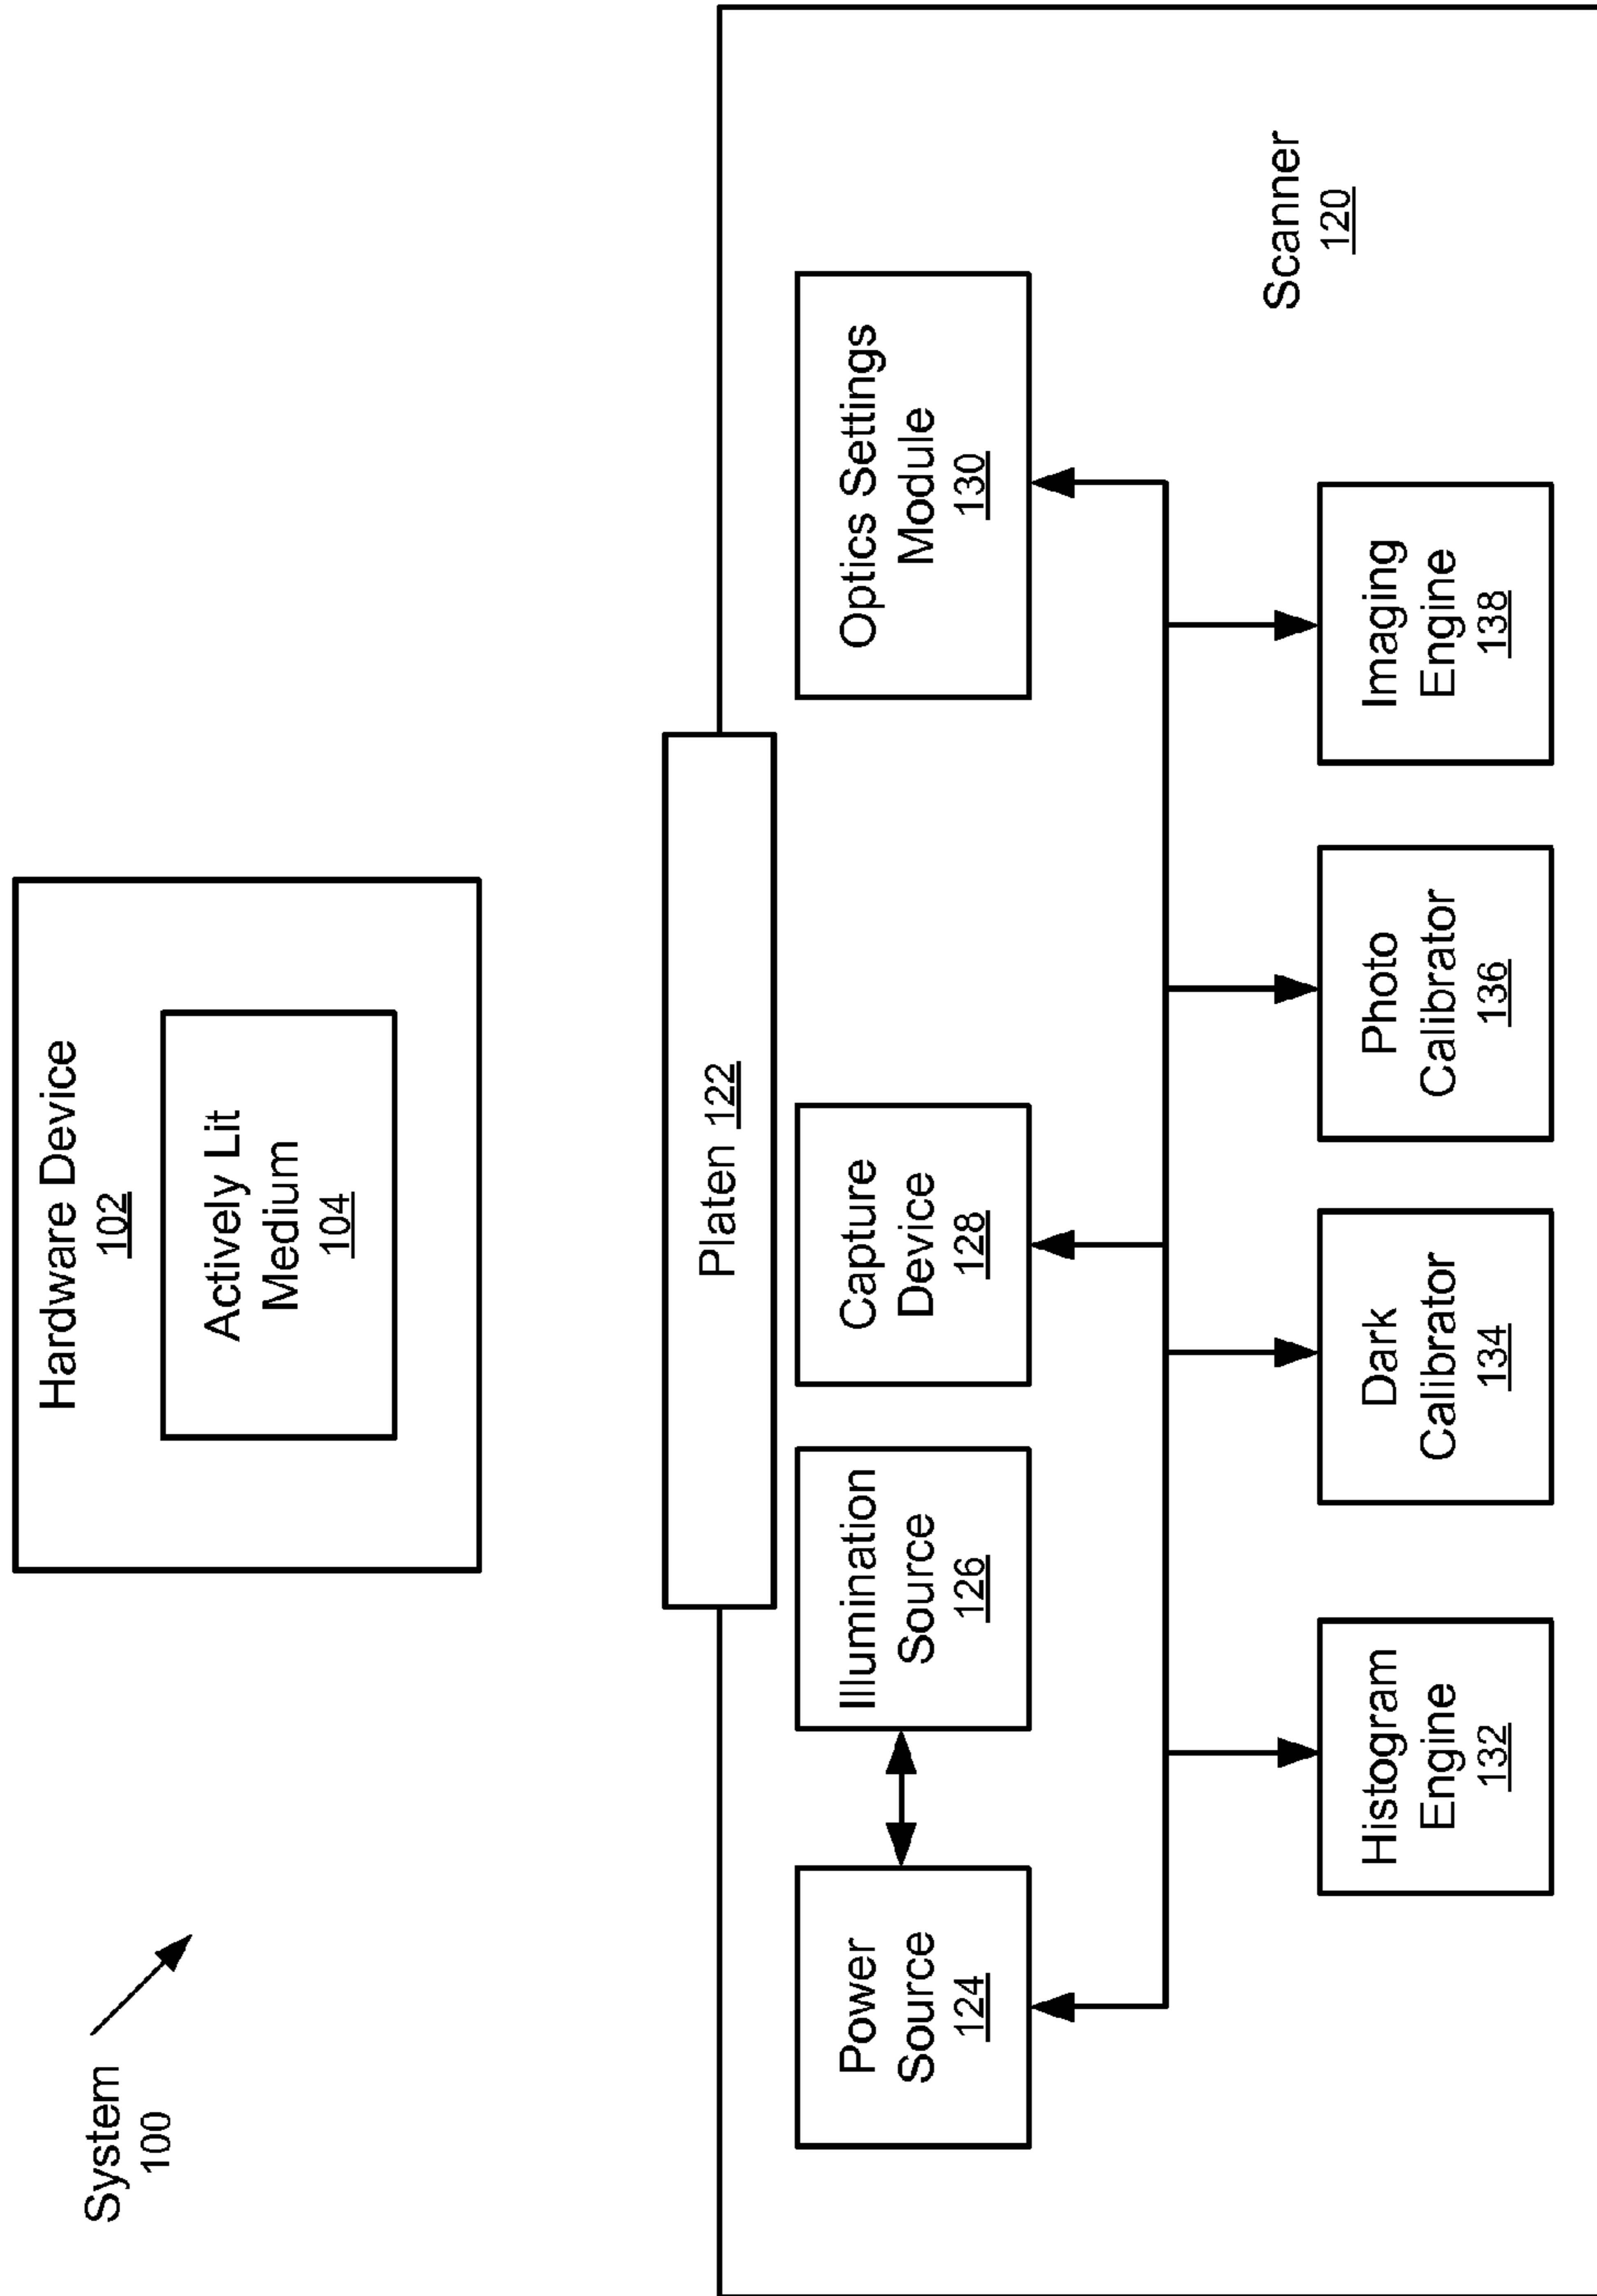 System
100
Hardware Device
102
Actively Lit
Medium
104
Platen 122
Power
Source
124
Illumination
Source
126
Capture
Device
128
Optics Settings
Module
130
Histogram
Engine
132
Dark
Calibrator
134
Photo
Calibrator
136
Imaging
Engine
138
Scanner
120